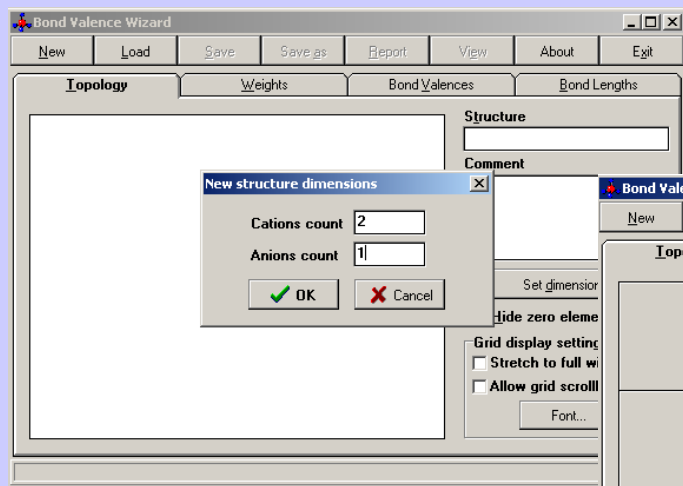 Bond Valence Wizard
New Load Save Save as Report View About Exit
Topology Weights Bond Valences Bond Lengths
Structure
Comment
New structure dimensions
Cations count 2
Anions count 1
OK Cancel
Bond Vale
New
Topo
Set dimension
Hide zero eleme
Grid display setting
Stretch to full wi
Allow grid scroll
Font...